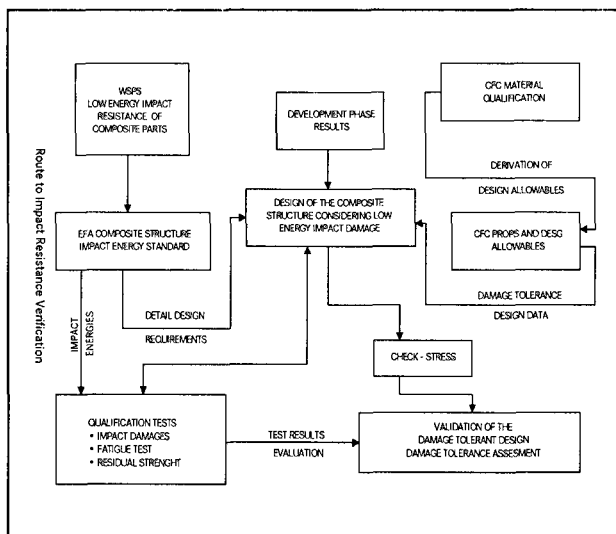 Route to Impact Resistance Verification
WSPS
LOW ENERGY IMPACT
RESISTANCE OF
COMPOSITE PARTS
DEVELOPMENT PHASE
RESULTS
CFC MATERIAL
QUALIFICATION
DERIVATION OF
DESIGN ALLOWABLES
EFA COMPOSITE STRUCTURE
IMPACT ENERGY STANDARD
DESIGN OF THE COMPOSITE
STRUCTURE CONSIDERING LOW
ENERGY IMPACT DAMAGE
CFC PROPS AND DESG
ALLOWABLES
IMPACT
ENERGIES
DETAIL DESIGN
REQUIREMENTS
DAMAGE TOLERANCE
DESIGN DATA
CHECK - STRESS
QUALIFICATION TESTS
• IMPACT DAMAGES
• FATIGUE TEST
• RESIDUAL STRENGHT
TEST RESULTS
EVALUATION
VALIDATION OF THE
DAMAGE TOLERANT DESIGN
DAMAGE TOLERANCE ASSESMENT